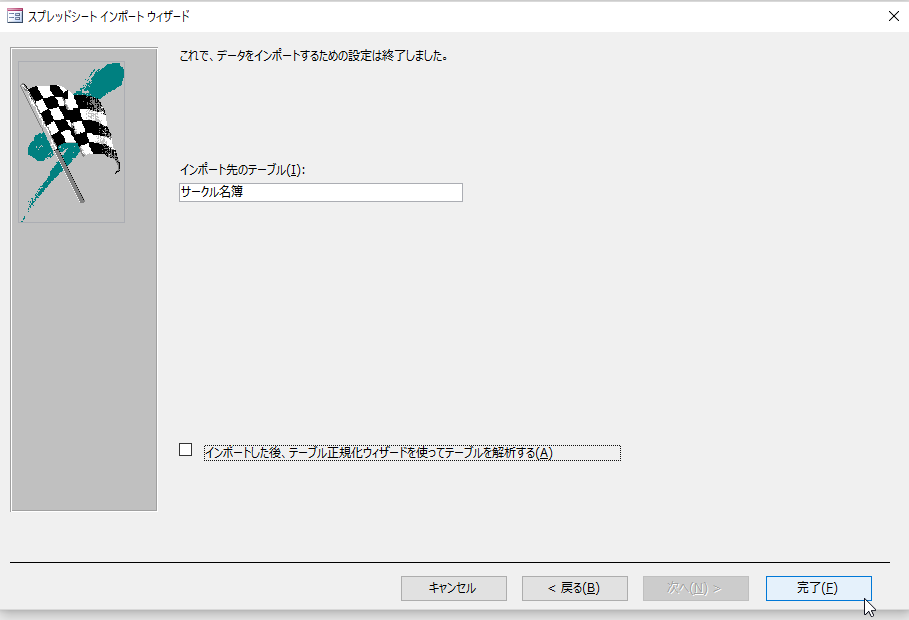 スプレッドシート インポート ウィザード
これで、データをインポートするための設定は終了しました。
インポート先のテーブル(I):
サークル名簿
インポートした後、テーブル正規化ウィザードを使ってテーブルを解析する(A)
キャンセル
< 戻る(B)
次へ(N) >
完了(F)